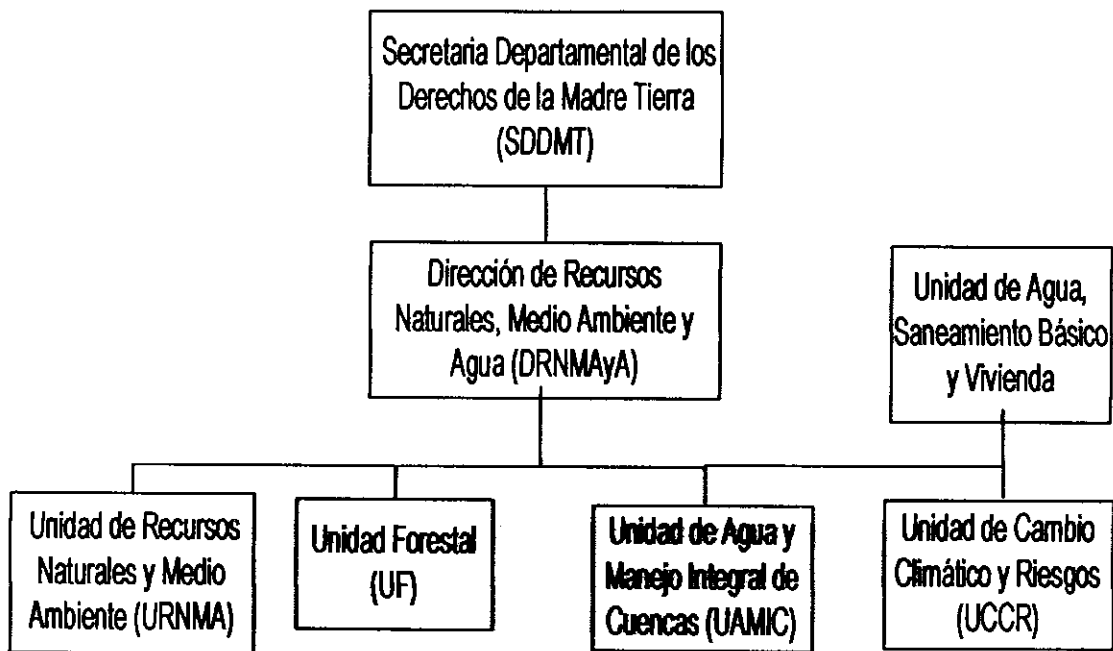 Secretaria Departamental de los
Derechos de la Madre Tierra
(SDDMT)
Dirección de Recursos
Naturales, Medio Ambiente y
Agua (DRNMAyA)
Unidad de Agua,
Saneamiento Básico
y Vivienda
Unidad de Recursos
Naturales y Medio
Ambiente (URNMA)
Unidad Forestal
(UF)
Unidad de Agua y
Manejo Integral de
Cuencas (UAMIC)
Unidad de Cambio
Climático y Riesgos
(UCCR)